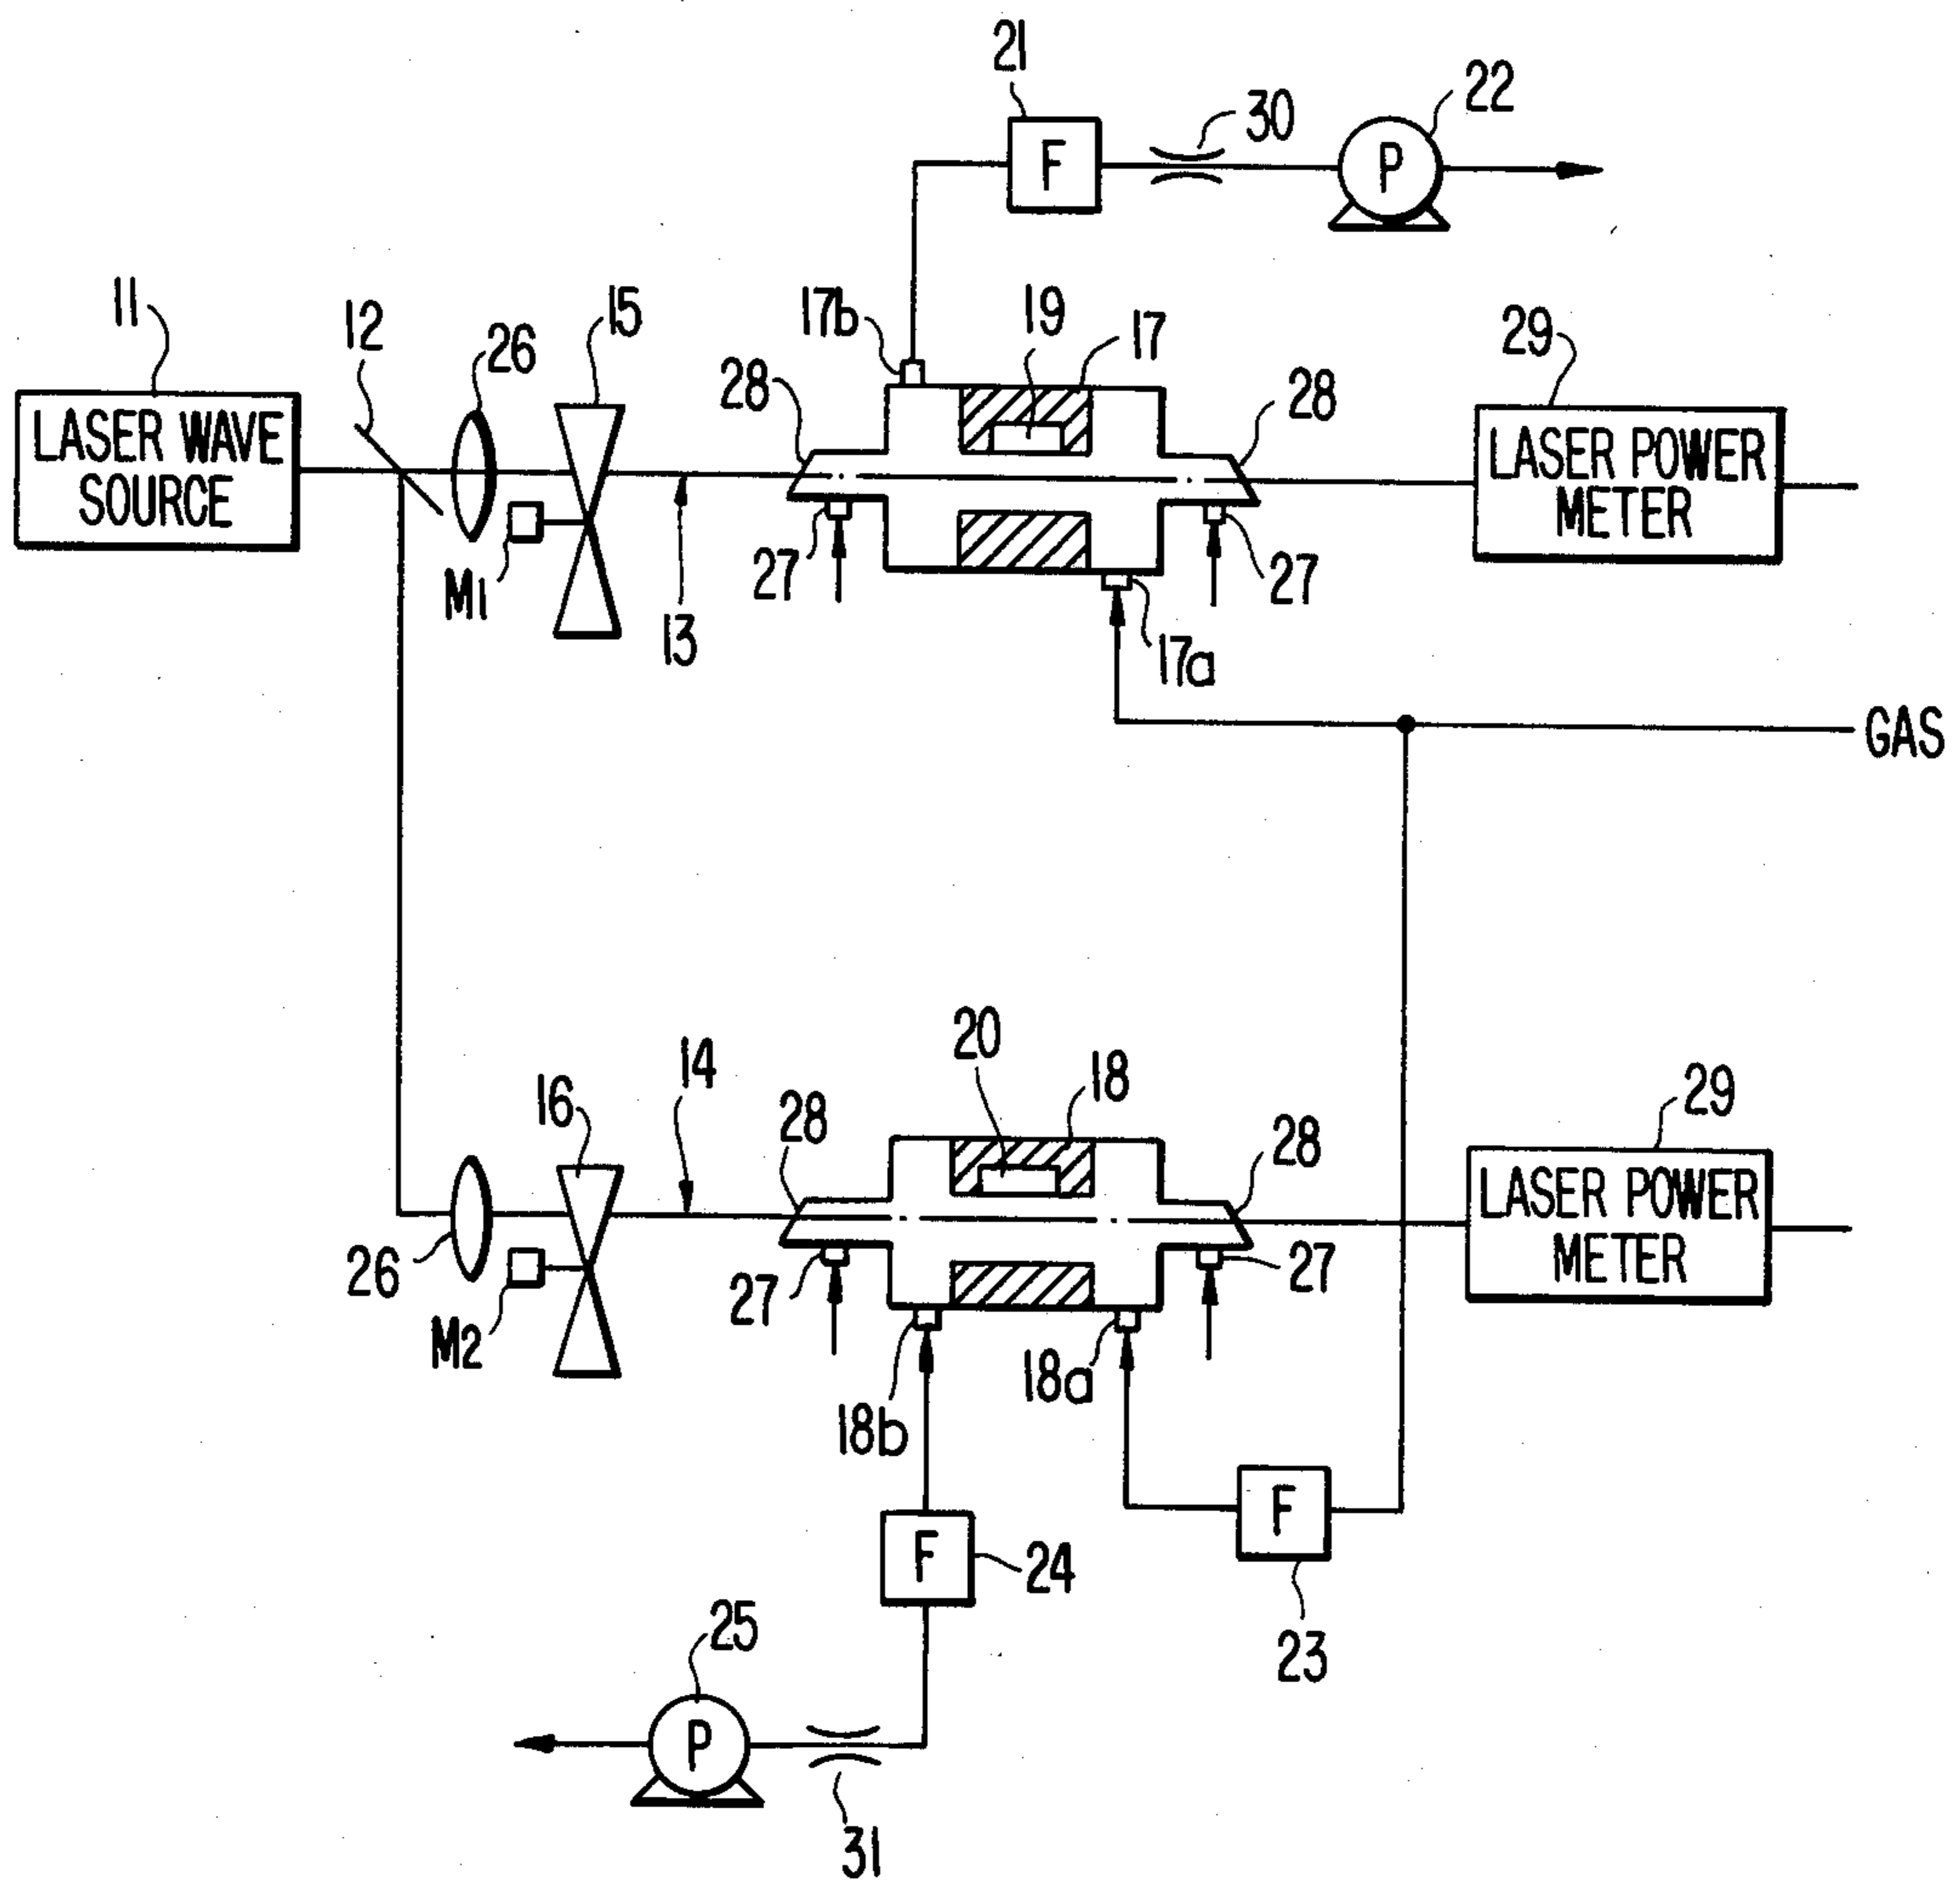 21
30
22
F
P
11
12
26
15
17b
19
17
29
28
28
LASER WAVE
SOURCE
LASER POWER
METER
M1
27
27
13
17a
GAS
20
14
18
16
28
28
29
LASER POWER
METER
26
27
27
M2
18a
18b
F
F
24
25
23
P
31